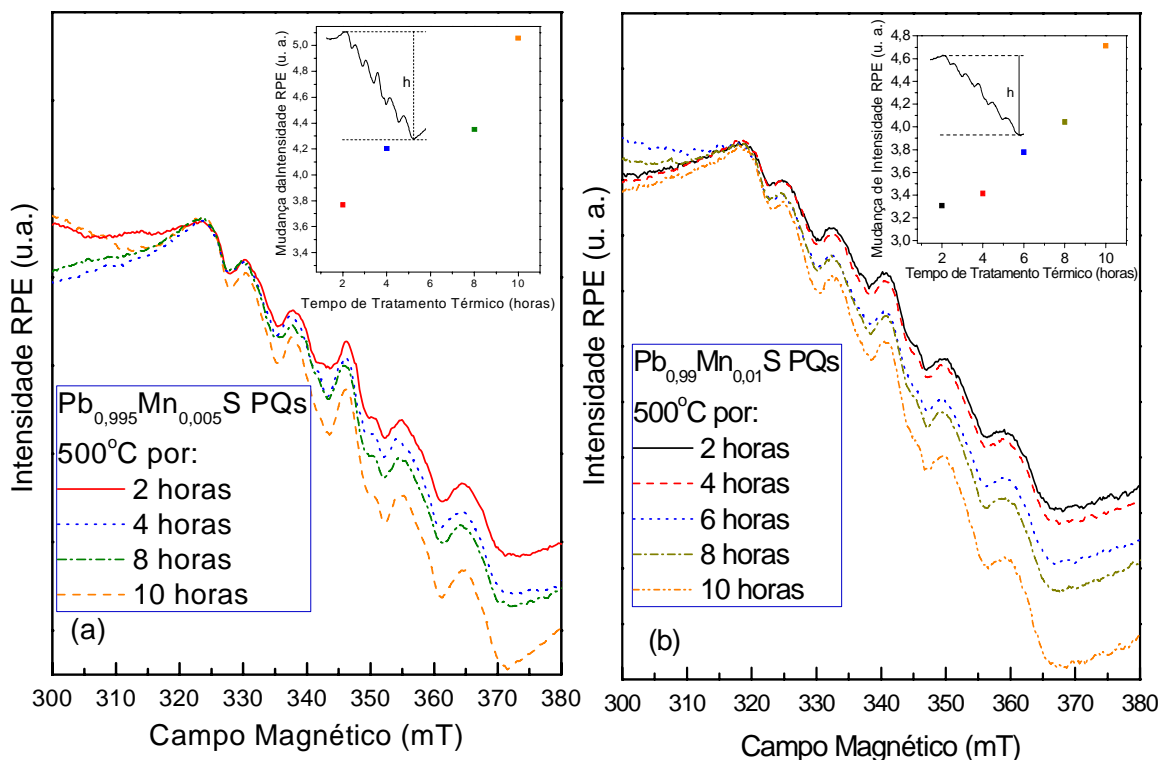 Intensidade RPE (u.a.)
Mudança daIntensidade RPE (u. a.)
5,0
4,8
4,6
4,4
4,2
4,0
3,8
3,6
3,4
h
2 4 6 8 10
Tempo de Tratamento Térmico (horas)
Pb0,995Mn0,005S PQs
500°C por:
2 horas
4 horas
8 horas
10 horas
(a)
300 310 320 330 340 350 360 370 380
Campo Magnético (mT)
Intensidade RPE (u. a.)
Mudança de Intensidade RPE (u. a.)
4,8
4,6
4,4
4,2
4,0
3,8
3,6
3,4
3,2
3,0
h
2 4 6 8 10
Tempo de Tratamento Térmico (horas)
Pb0,99Mn0,01S PQs
500°C por:
2 horas
4 horas
6 horas
8 horas
10 horas
(b)
300 310 320 330 340 350 360 370 380
Campo Magnético (mT)